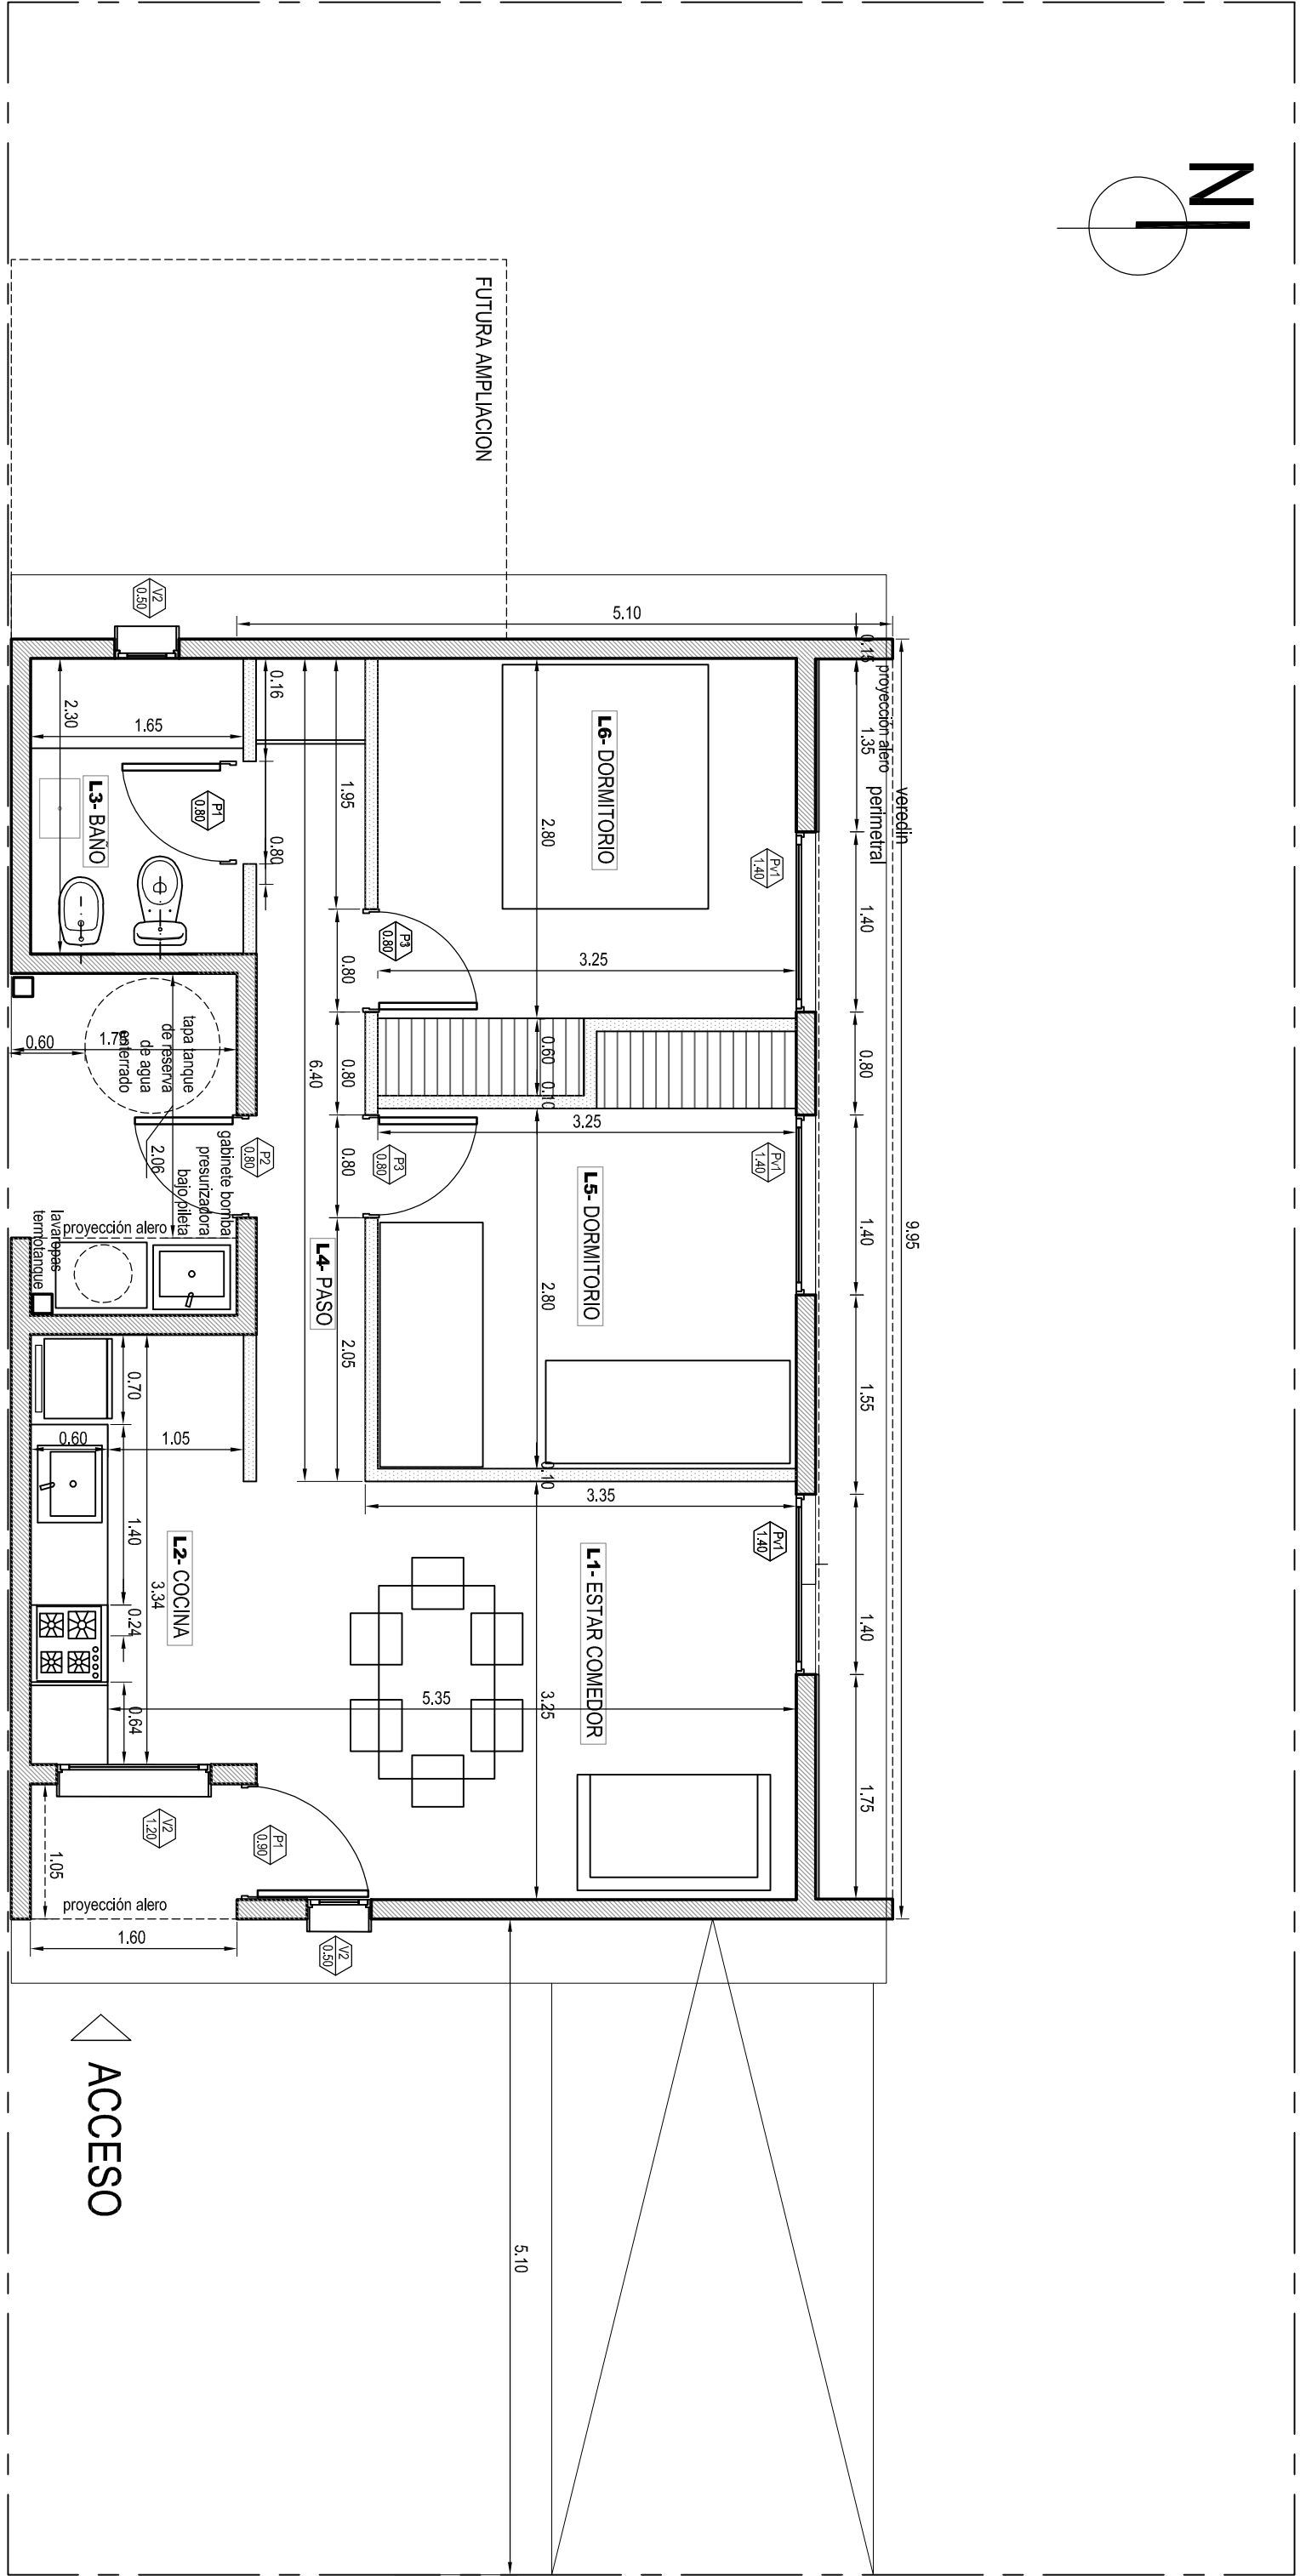 N
FUTURA AMPLIACION
V2
0.50
5.10
0.15
proyección alero
veredin
perimetral
1.35
9.95
2.30
1.65
0.16
L3- BAÑO
P1
0.80
0.80
1.95
L6- DORMITORIO
2.80
Pv1
1.40
1.40
P3
0.80
0.80
3.25
0.60
1.75
tapa tanque
de reserva
de agua
enterrado
6.40
0.80
0.60
0.10
0.80
3.25
2.06
P2
0.80
P3
0.80
0.80
Pv1
1.40
1.40
gabinete bomba
presurizadora
bajo pileta
lavaropas
termotanque
proyección alero
L4- PASO
L5- DORMITORIO
2.80
2.05
1.55
0.70
0.60
1.05
0.10
3.35
1.40
3.34
0.24
L2- COCINA
L1- ESTAR COMEDOR
Pv1
1.40
1.40
0.64
5.35
3.25
1.75
V2
1.20
P1
0.90
1.05
proyección alero
1.60
V2
0.50
ACCESO
5.10